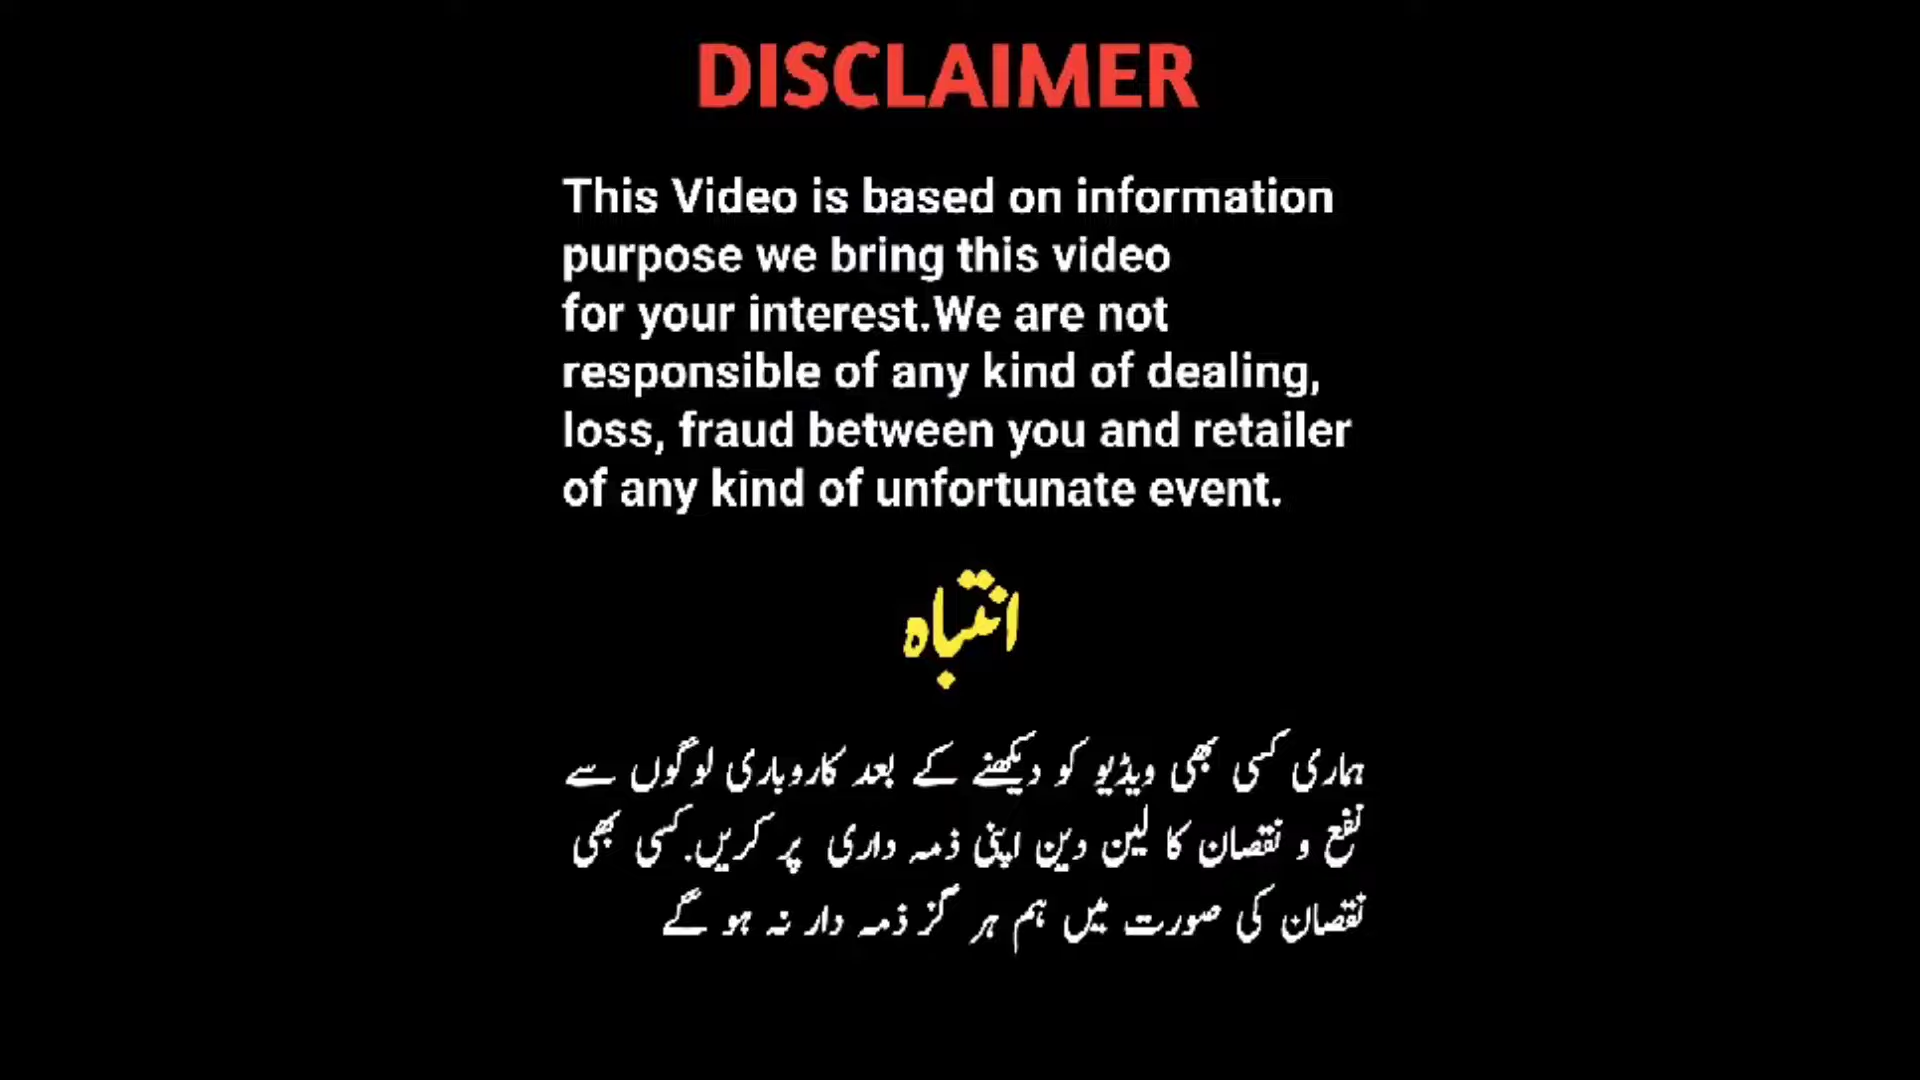 DISCLAIMER
This Video is based on information
purpose we bring this video
for your interest.We are not
responsible of any kind of dealing,
loss, fraud between you and retailer
of any kind of unfortunate event.
انتباہ
ہماری کسی بھی ویڈیو کو دیکھنے کے بعد کاروباری لوگوں سے
نفع و نقصان کا لین دین اپنی ذمہ داری پر کریں.کسی بھی
نقصان کی صورت میں ہم ہر گز ذمہ دار نہ ہو گے